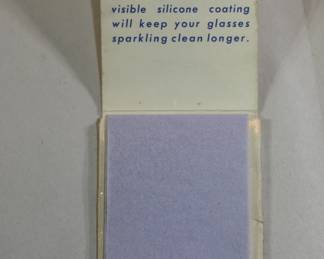 visible silicone coating
will keep your glasses
sparkling clean longer.